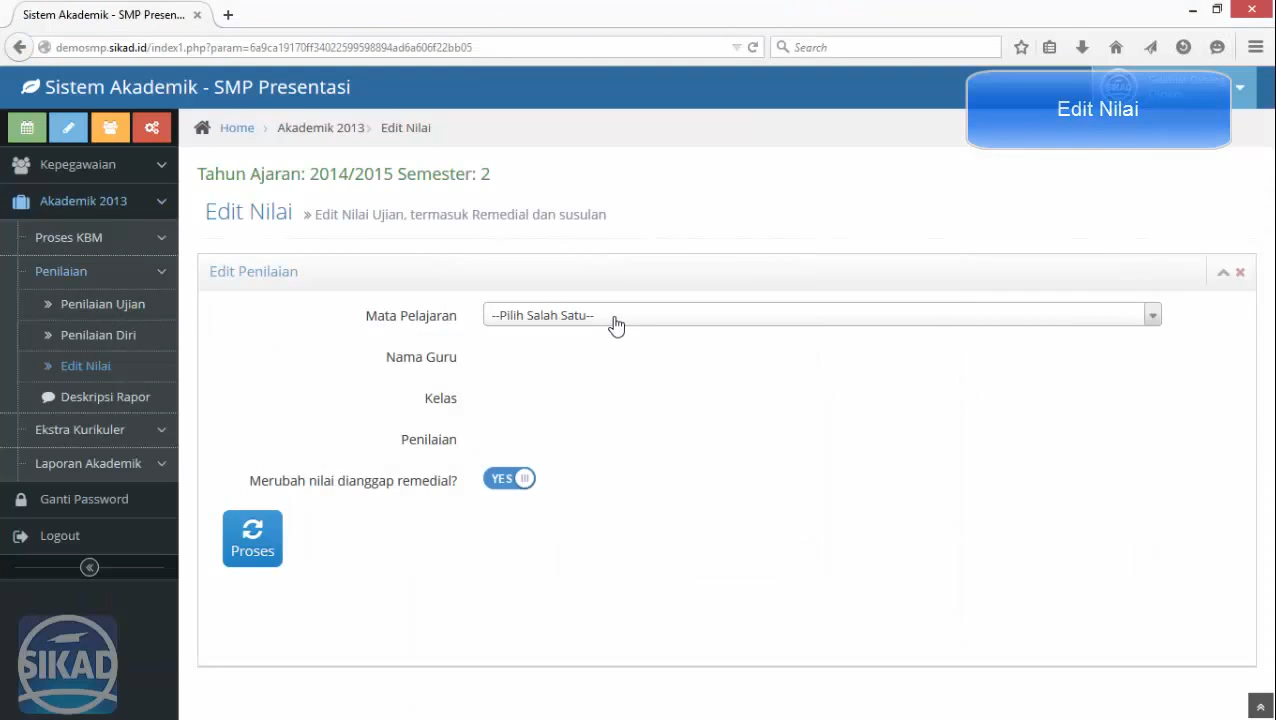 Sistem Akademik - SMP Presen...
demosmp.sikad.id/index1.php?param=6a9ca19170ff34022599598894ad6a606f22bb05
Search
Sistem Akademik - SMP Presentasi
Edit Nilai
Home
Akademik 2013
Edit Nilai
Kepegawaian
Akademik 2013
Proses KBM
Penilaian
Penilaian Ujian
Penilaian Diri
Edit Nilai
Deskripsi Rapor
Ekstra Kurikuler
Laporan Akademik
Ganti Password
Logout
SIKAD
Tahun Ajaran: 2014/2015 Semester: 2
Edit Nilai » Edit Nilai Ujian, termasuk Remedial dan susulan
Edit Penilaian
Mata Pelajaran --Pilih Salah Satu--
Nama Guru
Kelas
Penilaian
Merubah nilai dianggap remedial? YES
Proses